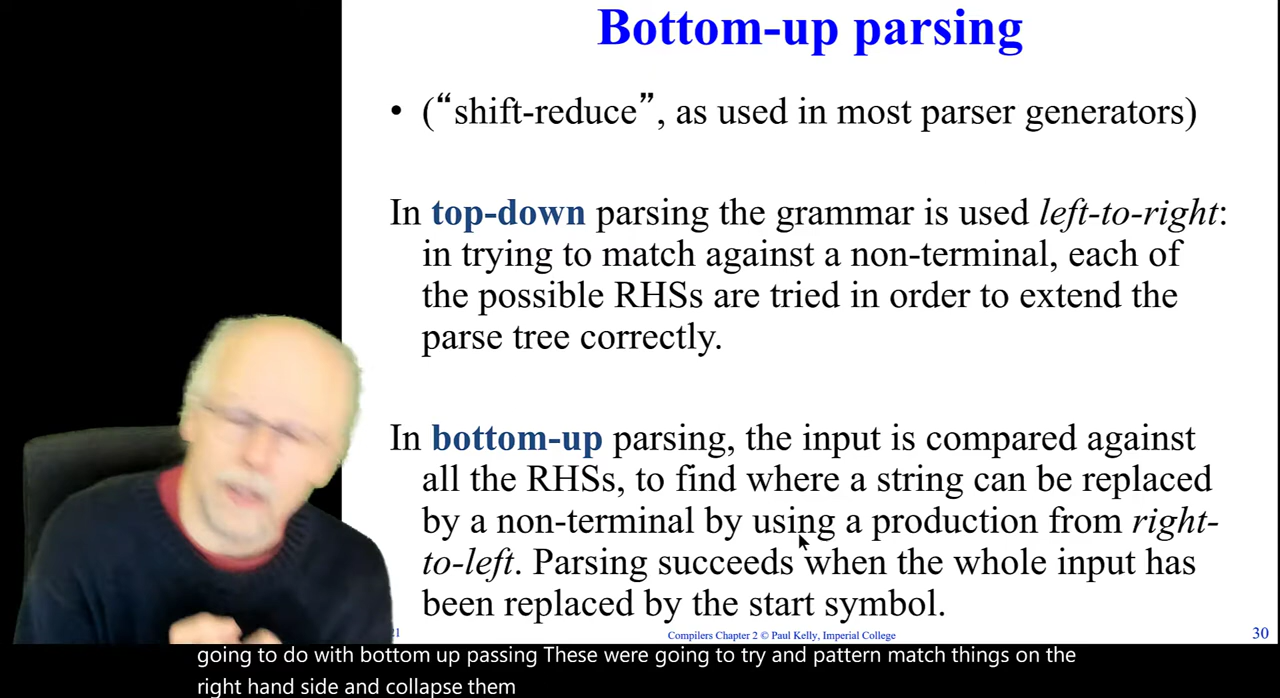 Bottom-up parsing
• (“shift-reduce”, as used in most parser generators)
In top-down parsing the grammar is used left-to-right:
in trying to match against a non-terminal, each of
the possible RHSs are tried in order to extend the
parse tree correctly.
In bottom-up parsing, the input is compared against
all the RHSs, to find where a string can be replaced
by a non-terminal by using a production from right-
to-left. Parsing succeeds when the whole input has
been replaced by the start symbol.
21 Compilers Chapter 2 © Paul Kelly, Imperial College 30
going to do with bottom up passing These were going to try and pattern match things on the
right hand side and collapse them